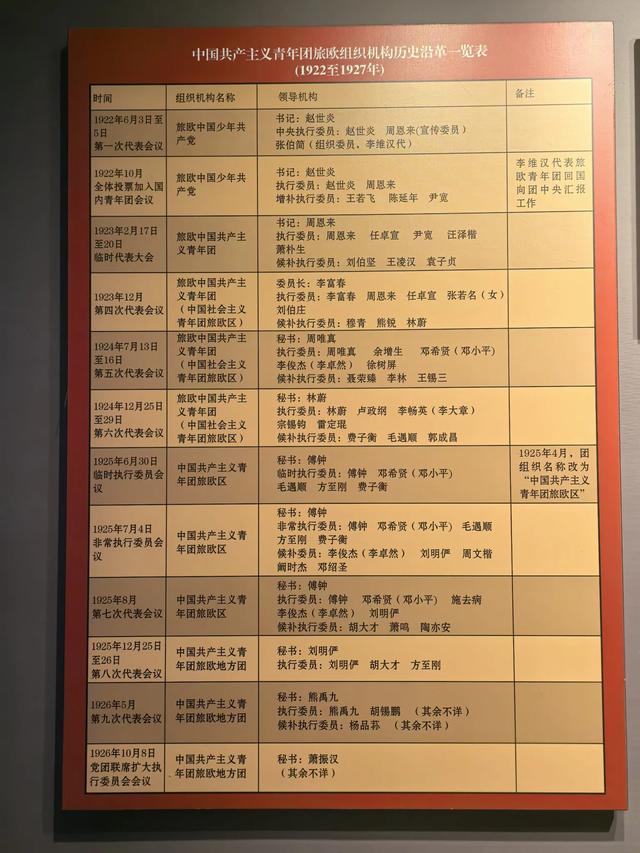 中国共产主义青年团旅欧组织机构历史沿革一览表
(1922至1927年)
时间
组织机构名称
领导机构
备注
1922年6月3日至
5日
第一次代表会议
旅欧中国少年共
产党
书记：赵世炎
中央执行委员：赵世炎 周恩来(宣传委员)
张伯简（组织委员，李维汉代）
1922年10月
全体投票加入国
内青年团会议
旅欧中国少年共
产党
书记：赵世炎
执行委员：赵世炎 周恩来
增补执行委员：王若飞 陈延年 尹宽
李维汉代表旅
欧青年团回国
向团中央汇报
工作
1923年2月17日
至20日
临时代表大会
旅欧中国共产主
义青年团
书记：周恩来
执行委员：周恩来 任卓宣 尹宽 汪泽楷
萧朴生
候补执行委员：刘伯坚 王凌汉 袁子贞
1923年12月
第四次代表会议
旅欧中国共产主
义青年团
（中国社会主义
青年团旅欧区）
委员长：李富春
执行委员：李富春 周恩来 任卓宣 张若名（女）
刘伯庄
候补执行委员：穆青 熊锐 林蔚
1924年7月13日
至16日
第五次代表会议
旅欧中国共产主
义青年团
（中国社会主义
青年团旅欧区）
秘书：周唯真
执行委员：周唯真 余增生 邓希贤（邓小平）
李俊杰（李卓然） 徐树屏
候补执行委员：聂荣臻 李林 王锡三
1924年12月25日
至29日
第六次代表会议
旅欧中国共产主
义青年团
（中国社会主义
青年团旅欧区）
秘书：林蔚
执行委员：林蔚 卢政纲 李畅英（李大章）
宗锡钧 雷定琨
候补执行委员：费子衡 毛遇顺 郭成昌
1925年6月30日
临时执行委员会
议
中国共产主义青
年团旅欧区
秘书：傅钟
临时执行委员：傅钟 邓希贤（邓小平）
毛遇顺 方至刚 费子衡
1925年4月，团
组织名称改为
“中国共产主义
青年团旅欧区”
1925年7月4日
非常执行委员会
议
中国共产主义青
年团旅欧区
秘书：傅钟
非常执行委员：傅钟 邓希贤（邓小平） 毛遇顺
方至刚 费子衡
候补委员：李俊杰（李卓然） 刘明俨 周文楷
阚时杰 邓绍圣
1925年8月
第七次代表会议
中国共产主义青
年团旅欧区
秘书：傅钟
执行委员：傅钟 邓希贤（邓小平） 施去病
李俊杰（李卓然） 刘明俨
候补执行委员：胡大才 萧鸣 陶亦安
1925年12月25日
至26日
第八次代表会议
中国共产主义青
年团旅欧地方团
秘书：刘明俨
执行委员：刘明俨 胡大才 方至刚
1926年5月
第九次代表会议
中国共产主义青
年团旅欧地方团
秘书：熊禹九
执行委员：熊禹九 胡锡鹏 （其余不详）
候补执行委员：杨品荪 （其余不详）
1926年10月8日
党团联席扩大执
行委员会会议
中国共产主义青
年团旅欧地方团
秘书：萧振汉
（其余不详）